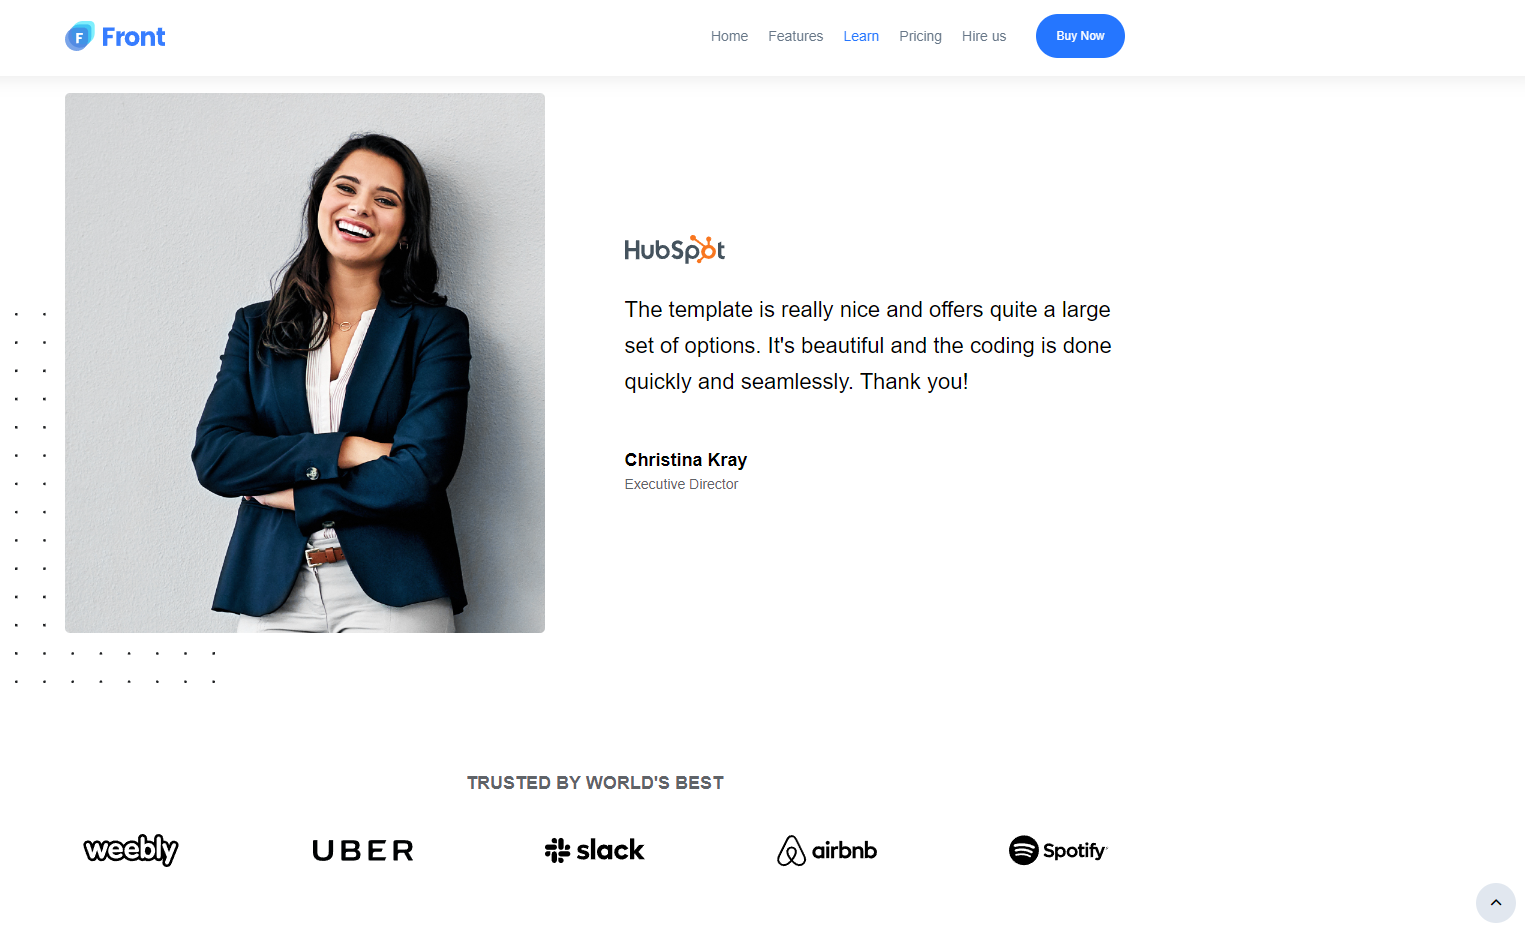 F Front
Home Features Learn Pricing Hire us Buy Now
HubSpot
The template is really nice and offers quite a large
set of options. It's beautiful and the coding is done
quickly and seamlessly. Thank you!
Christina Kray
Executive Director
TRUSTED BY WORLD'S BEST
weebly UBER slack airbnb Spotify